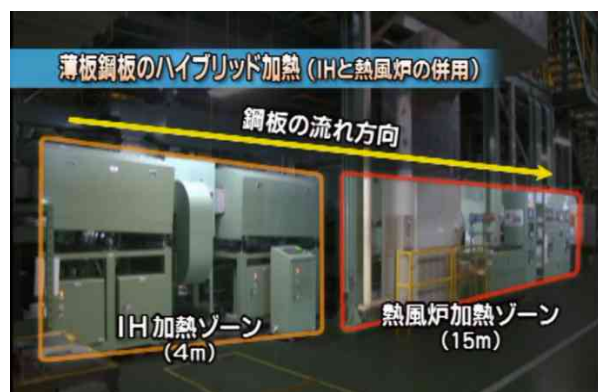 薄板鋼板のハイブリッド加熱(IHと熱風炉の併用)
鋼板の流れ方向
IH加熱ゾーン
(4m)
熱風炉加熱ゾーン
(15m)